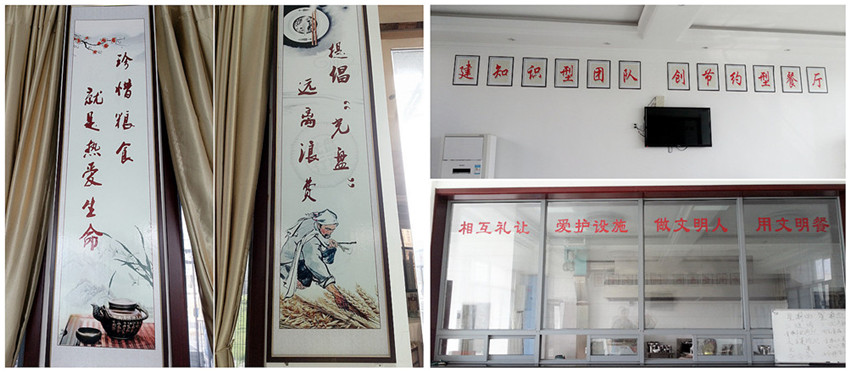 珍惜粮食
就是热爱生命
提倡“光盘”
远离浪费
建知识型团队 创节约型餐厅
相互礼让 爱护设施 做文明人 用文明餐